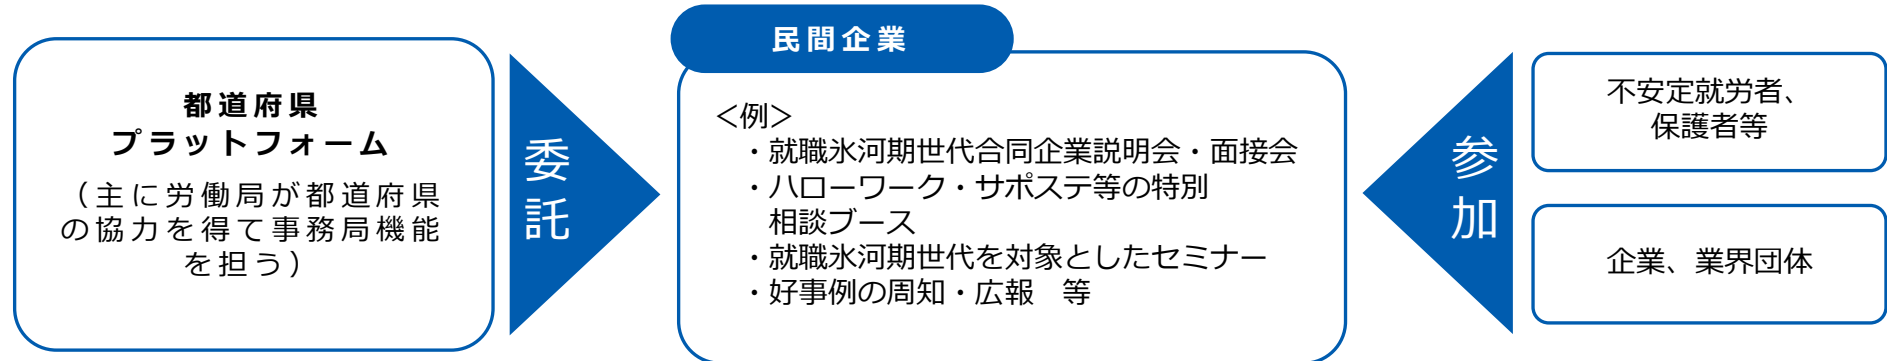 都道府県
プラットフォーム
（主に労働局が都道府県
の協力を得て事務局機能
を担う）
委託
民間企業
＜例＞
・就職氷河期世代合同企業説明会・面接会
・ハローワーク・サポステ等の特別
相談ブース
・就職氷河期世代を対象としたセミナー
・好事例の周知・広報　等
参加
不安定就労者、
保護者等
企業、業界団体